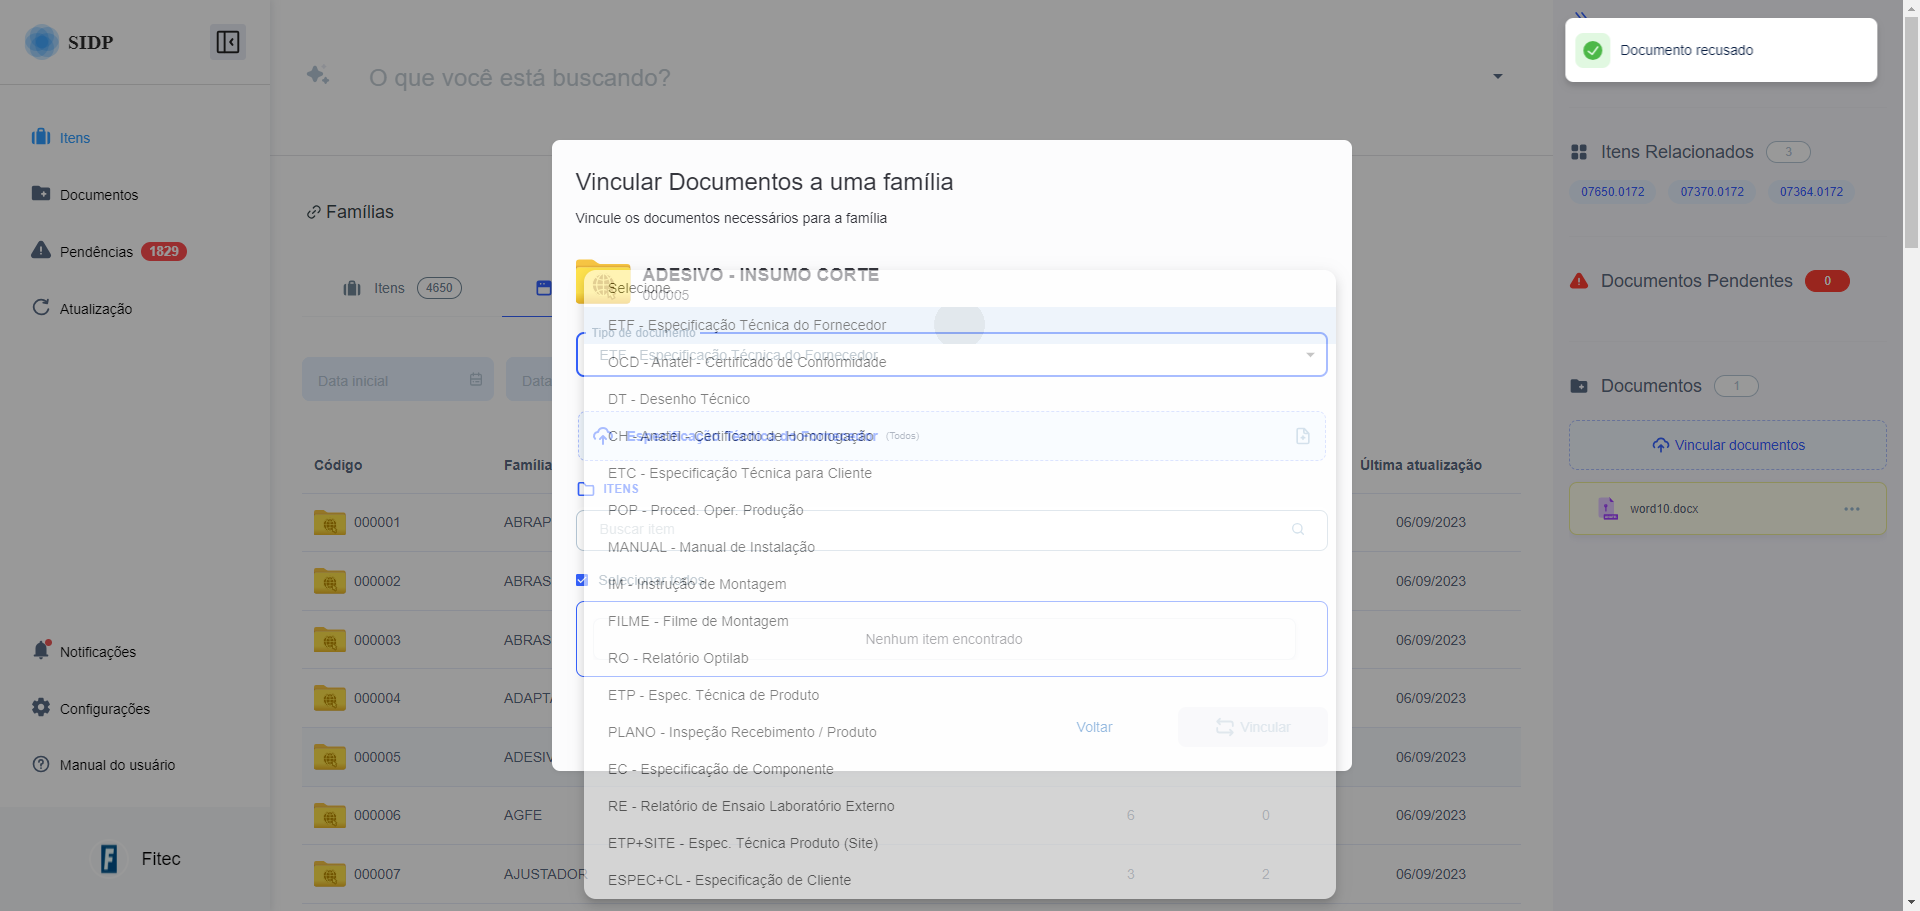 SIDP
O que você está buscando?
Documento recusado
Itens
Documentos
Pendências 1829
Atualização
Notificações
Configurações
Manual do usuário
Fitec
Famílias
Itens 4650
Data inicial
Data
Código
Família
Última atualização
000001 ABRAP 06/09/2023
000002 ABRAS 06/09/2023
000003 ABRAS 06/09/2023
000004 ADAPTA 06/09/2023
000005 ADESIV 06/09/2023
000006 AGFE 6 0 06/09/2023
000007 AJUSTADOR 3 2 06/09/2023
Vincular Documentos a uma família
Vincule os documentos necessários para a família
ADESIVO - INSUMO CORTE
000005
Tipo de documento
ETF - Especificação Técnica do Fornecedor
Especificação Técnica do Fornecedor (Todos)
ITENS
Buscar item
Selecionar todos
Nenhum item encontrado
Voltar
Vincular
Selecione...
ETF - Especificação Técnica do Fornecedor
OCD - Anatel - Certificado de Conformidade
DT - Desenho Técnico
CH - Anatel - Certificado de Homologação
ETC - Especificação Técnica para Cliente
POP - Proced. Oper. Produção
MANUAL - Manual de Instalação
IM - Instrução de Montagem
FILME - Filme de Montagem
RO - Relatório Optilab
ETP - Espec. Técnica de Produto
PLANO - Inspeção Recebimento / Produto
EC - Especificação de Componente
RE - Relatório de Ensaio Laboratório Externo
ETP+SITE - Espec. Técnica Produto (Site)
ESPEC+CL - Especificação de Cliente
Itens Relacionados 3
07650.0172 07370.0172 07364.0172
Documentos Pendentes 0
Documentos 1
Vincular documentos
word10.docx